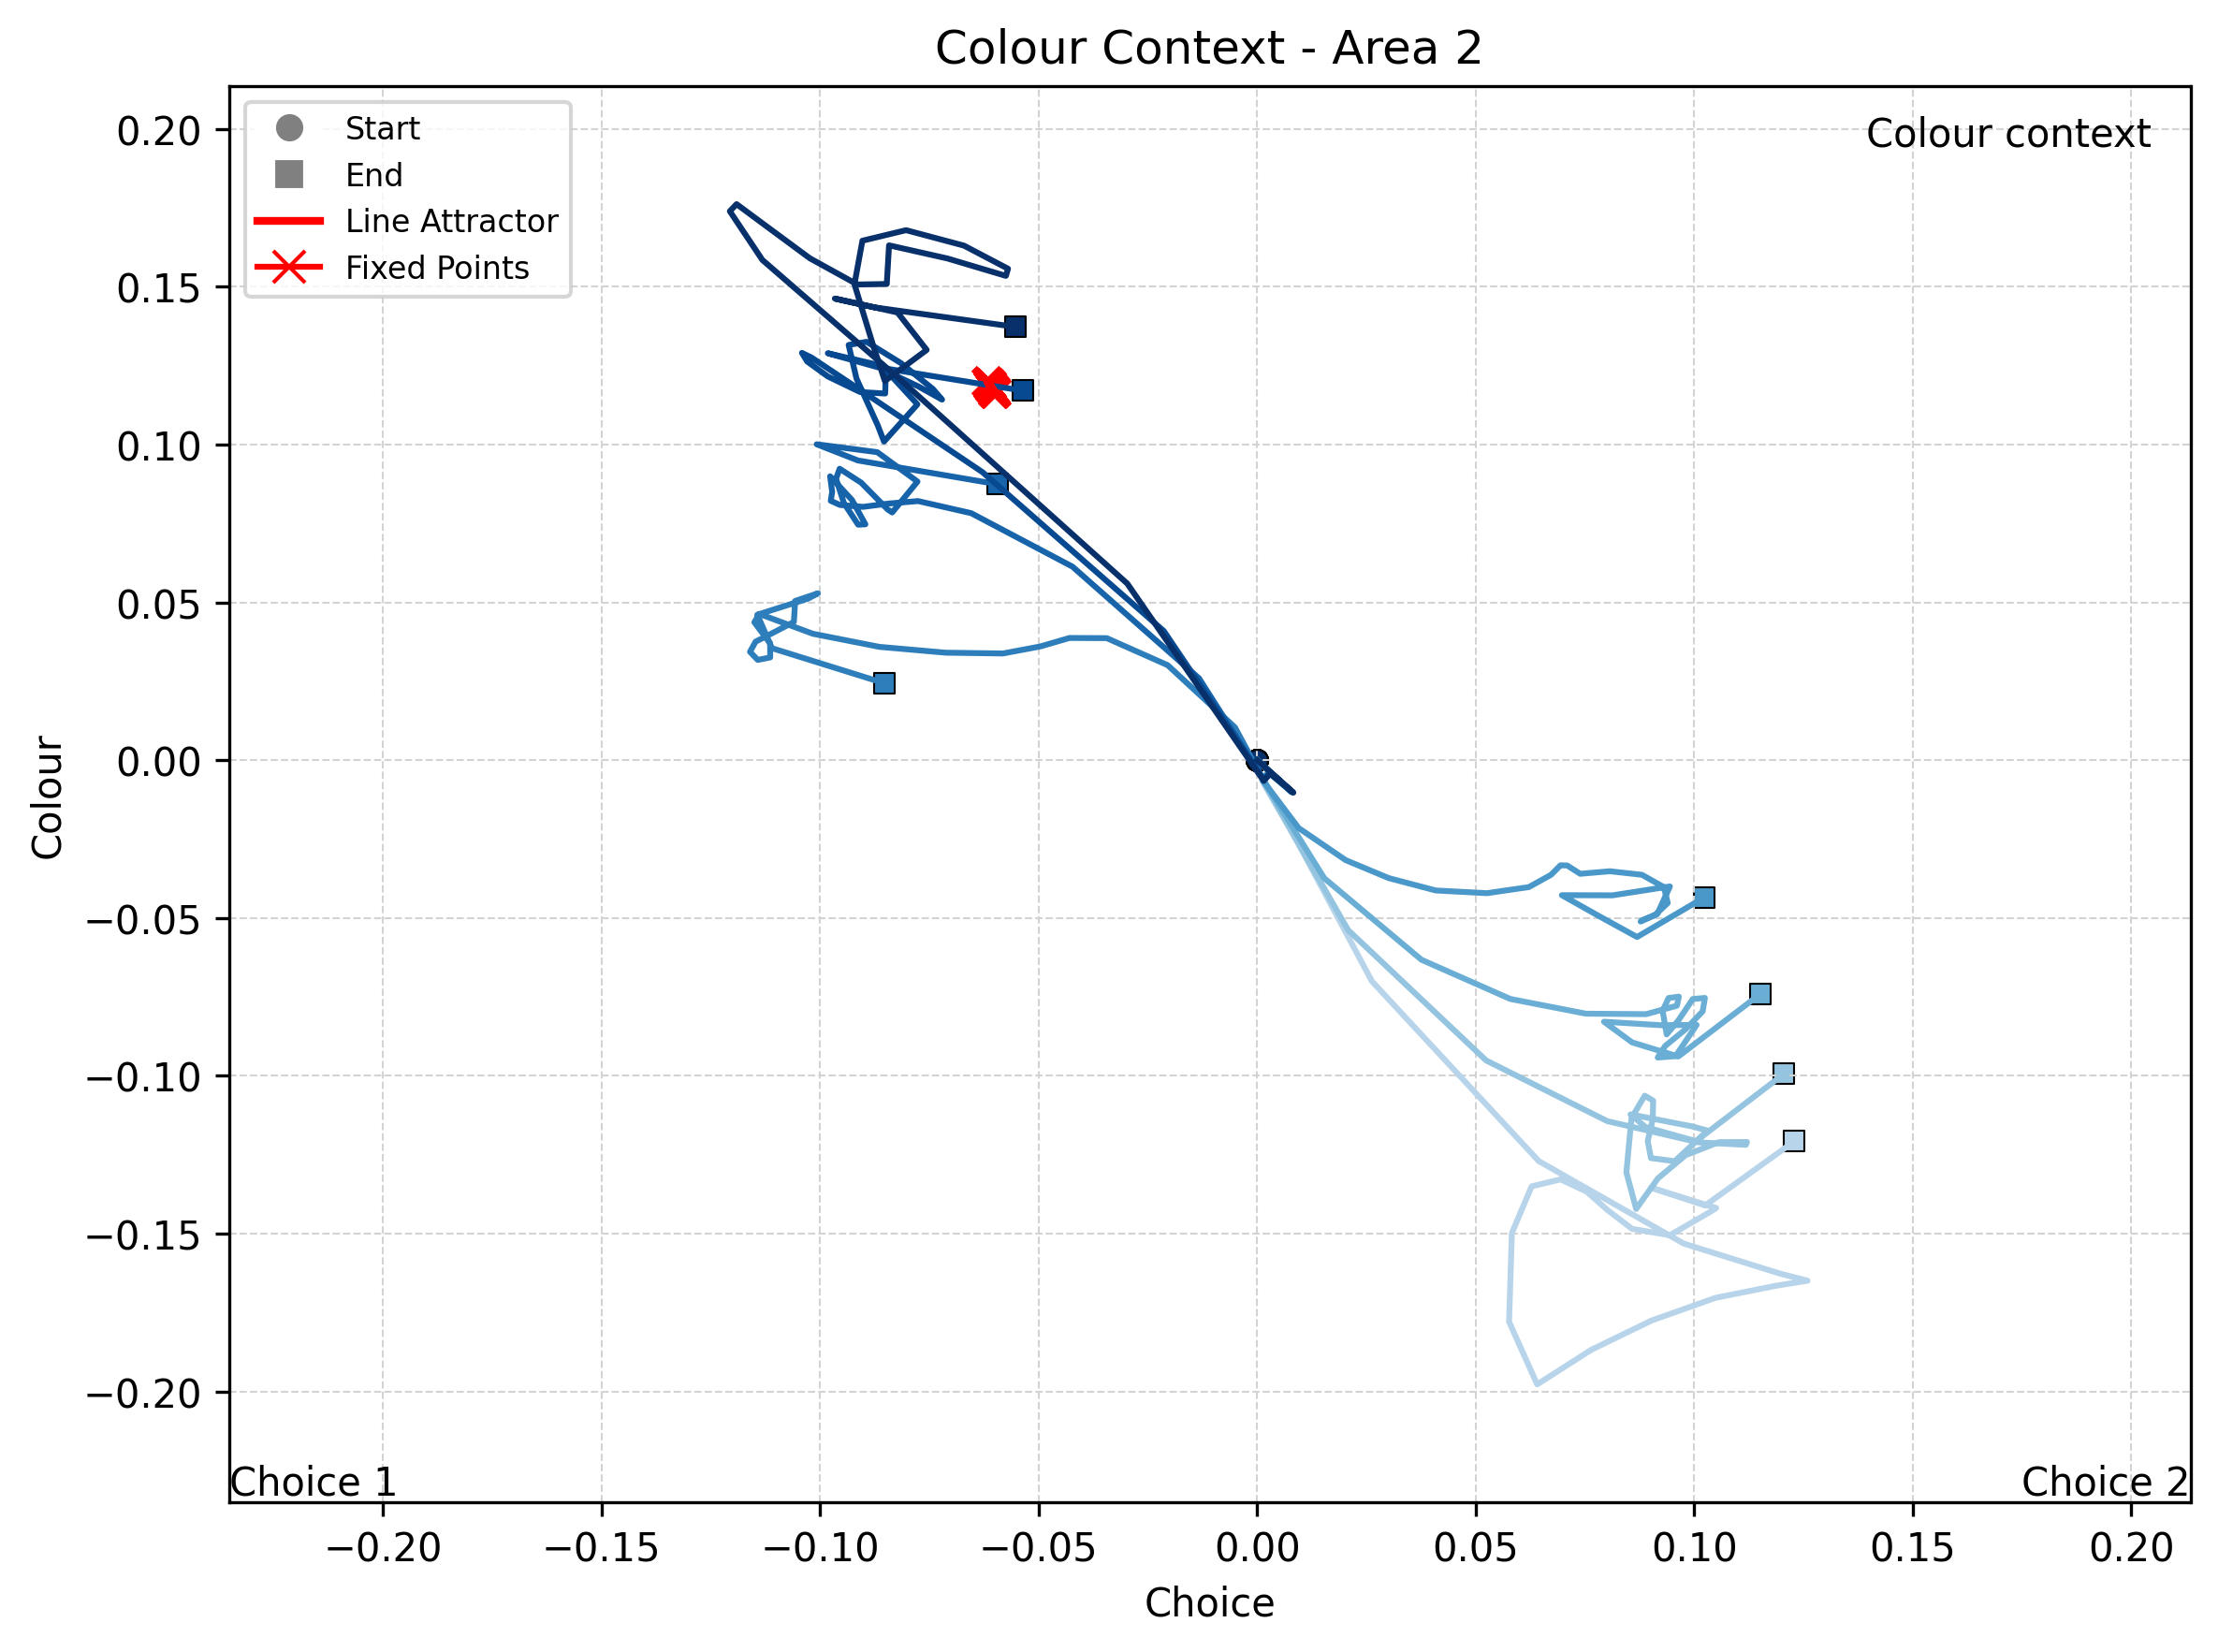 Colour Context - Area 2
Start
End
Line Attractor
Fixed Points
Colour context
0.20
0.15
0.10
0.05
0.00
−0.05
−0.10
−0.15
−0.20
Colour
Choice 1
Choice 2
−0.20
−0.15
−0.10
−0.05
0.00
0.05
0.10
0.15
0.20
Choice